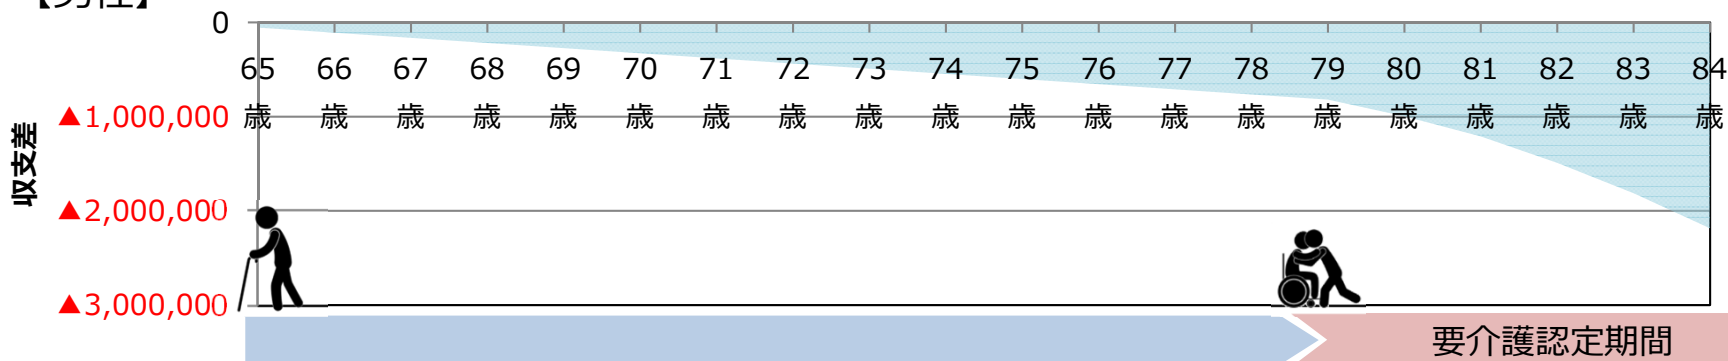 【男性】
0
65 66 67 68 69 70 71 72 73 74 75 76 77 78 79 80 81 82 83 84
歳 歳 歳 歳 歳 歳 歳 歳 歳 歳 歳 歳 歳 歳 歳 歳 歳 歳 歳 歳
▲1,000,000
▲2,000,000
▲3,000,000
収支差
要介護認定期間